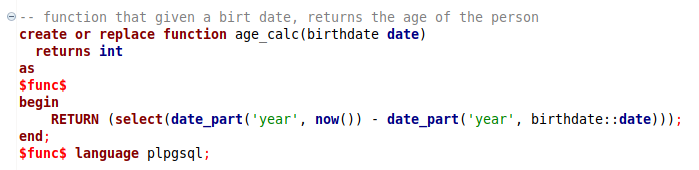 -- function that given a birt date, returns the age of the person
create or replace function age_calc(birthdate date)
  returns int
as
$func$
begin
    RETURN (select(date_part('year', now()) - date_part('year', birthdate::date)));
end;
$func$ language plpgsql;